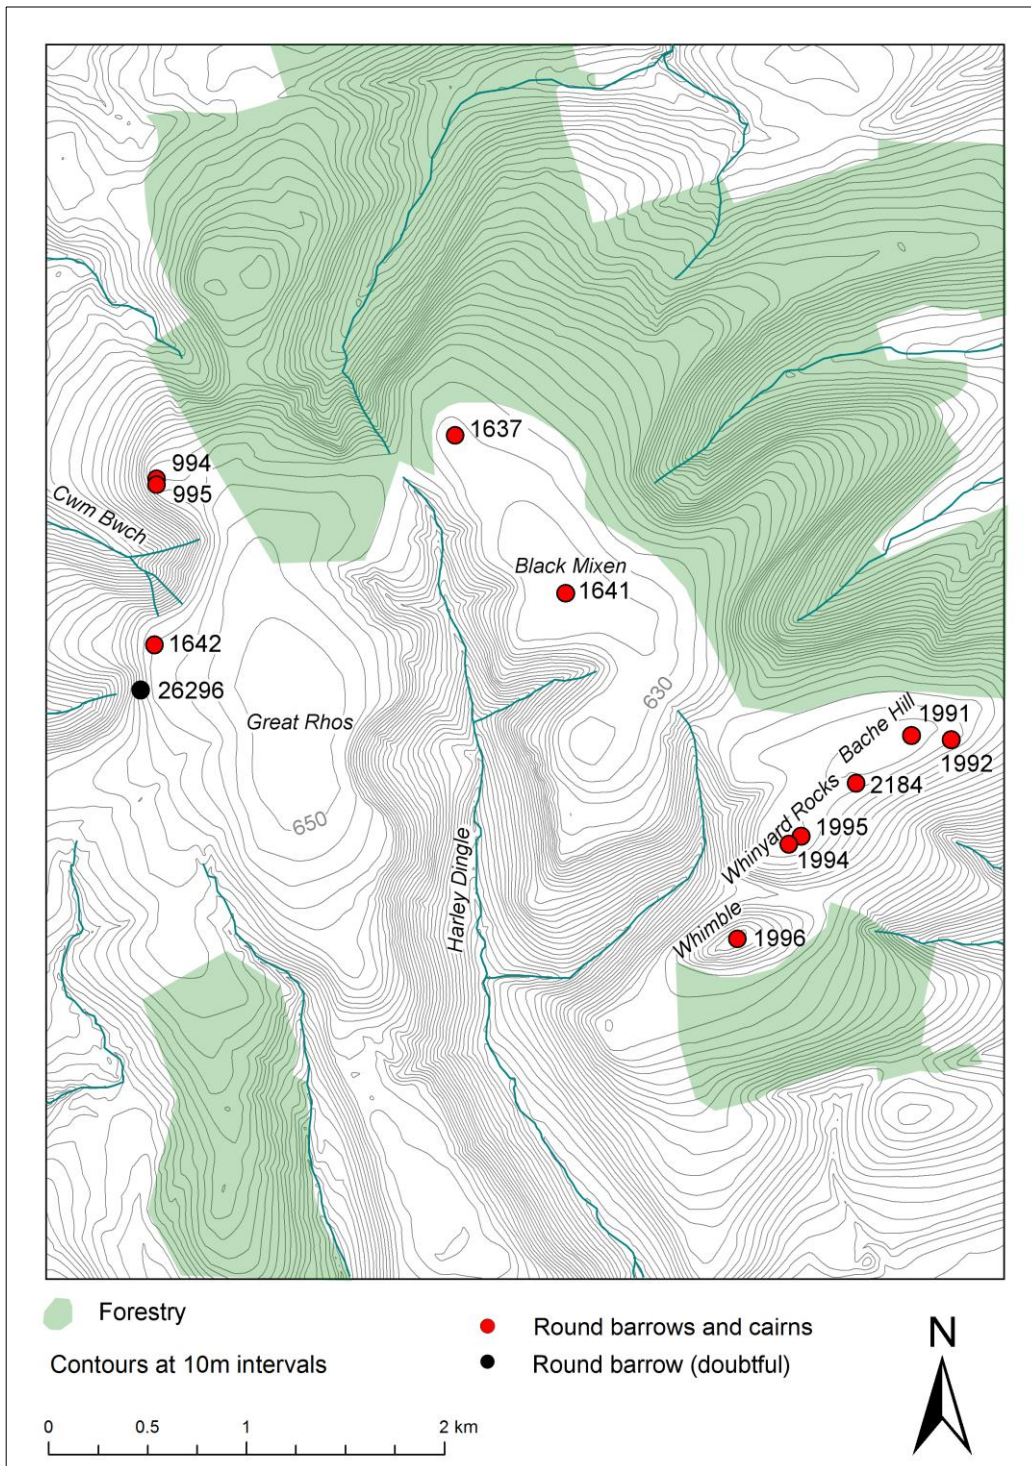 1637
994
995
Cwm Bwch
Black Mixen
1641
1642
26296
630
Great Rhos
Bache Hill
1991
1992
2184
Whinyard Rocks
650
1995
1994
Harley Dingle
Whimble
1996
Forestry
Contours at 10m intervals
Round barrows and cairns
Round barrow (doubtful)
N
0 0.5 1 2 km